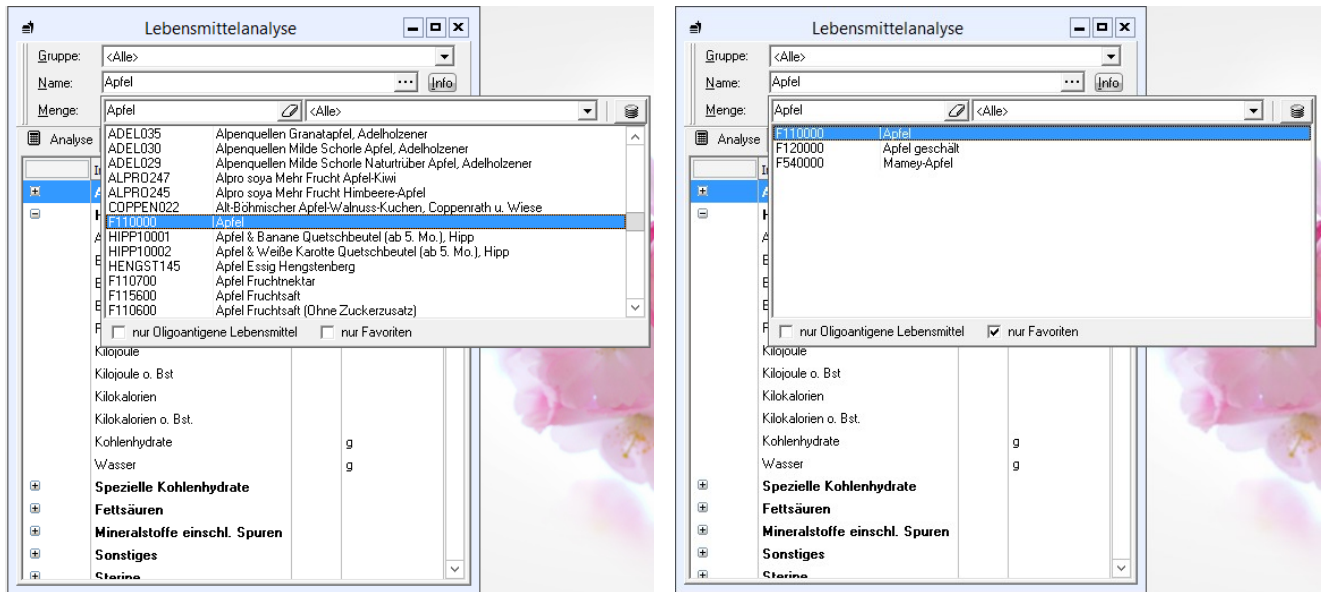 Lebensmittelanalyse
Gruppe: <Alle>
Name: Apfel ... Info
Menge: Apfel <Alle>
Analyse
ADEL035 Alpenquellen Granatapfel, Adelholzener
ADEL030 Alpenquellen Milde Schorle Apfel, Adelholzener
ADEL029 Alpenquellen Milde Schorle Naturtrüber Apfel, Adelholzener
ALPRO247 Alpro soya Mehr Frucht Apfel-Kiwi
ALPRO245 Alpro soya Mehr Frucht Himbeere-Apfel
COPPEN022 Alt-Böhmischer Apfel-Walnuss-Kuchen, Coppenrath u. Wiese
F110000 Apfel
HIPP10001 Apfel & Banane Quetschbeutel (ab 5. Mo.), Hipp
HIPP10002 Apfel & Weiße Karotte Quetschbeutel (ab 5. Mo.), Hipp
HENGST145 Apfel Essig Hengstenberg
F110700 Apfel Fruchtnektar
F115600 Apfel Fruchtsaft
F110600 Apfel Fruchtsaft (Ohne Zuckerzusatz)
nur Oligoantigene Lebensmittel nur Favoriten
Kilojoule
Kilojoule o. Bst
Kilokalorien
Kilokalorien o. Bst.
Kohlenhydrate g
Wasser g
Spezielle Kohlenhydrate
Fettsäuren
Mineralstoffe einschl. Spuren
Sonstiges
Sterine
Lebensmittelanalyse
Gruppe: <Alle>
Name: Apfel ... Info
Menge: Apfel <Alle>
Analyse
F110000 Apfel
F120000 Apfel geschält
F540000 Mamey-Apfel
nur Oligoantigene Lebensmittel nur Favoriten
Kilojoule
Kilojoule o. Bst
Kilokalorien
Kilokalorien o. Bst.
Kohlenhydrate g
Wasser g
Spezielle Kohlenhydrate
Fettsäuren
Mineralstoffe einschl. Spuren
Sonstiges
Sterine